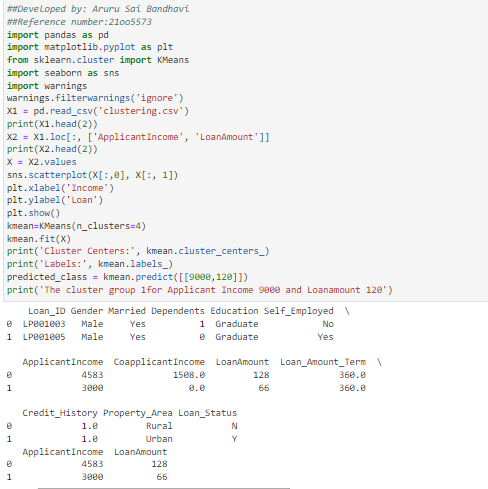 ##Developed by: Aruru Sai Bandhavi
##Reference number:21oo5573
import pandas as pd
import matplotlib.pyplot as plt
from sklearn.cluster import KMeans
import seaborn as sns
import warnings
warnings.filterwarnings('ignore')
X1 = pd.read_csv('clustering.csv')
print(X1.head(2))
X2 = X1.loc[:, ['ApplicantIncome', 'LoanAmount']]
print(X2.head(2))
X = X2.values
sns.scatterplot(X[:,0], X[:, 1])
plt.xlabel('Income')
plt.ylabel('Loan')
plt.show()
kmean=KMeans(n_clusters=4)
kmean.fit(X)
print('Cluster Centers:', kmean.cluster_centers_)
print('Labels:', kmean.labels_)
predicted_class = kmean.predict([[9000,120]])
print('The cluster group 1for Applicant Income 9000 and Loanamount 120')
Loan_ID Gender Married Dependents Education Self_Employed \
0 LP001003 Male Yes 1 Graduate No
1 LP001005 Male Yes 0 Graduate Yes
ApplicantIncome CoapplicantIncome LoanAmount Loan_Amount_Term \
0 4583 1508.0 128 360.0
1 3000 0.0 66 360.0
Credit_History Property_Area Loan_Status
0 1.0 Rural N
1 1.0 Urban Y
ApplicantIncome LoanAmount
0 4583 128
1 3000 66